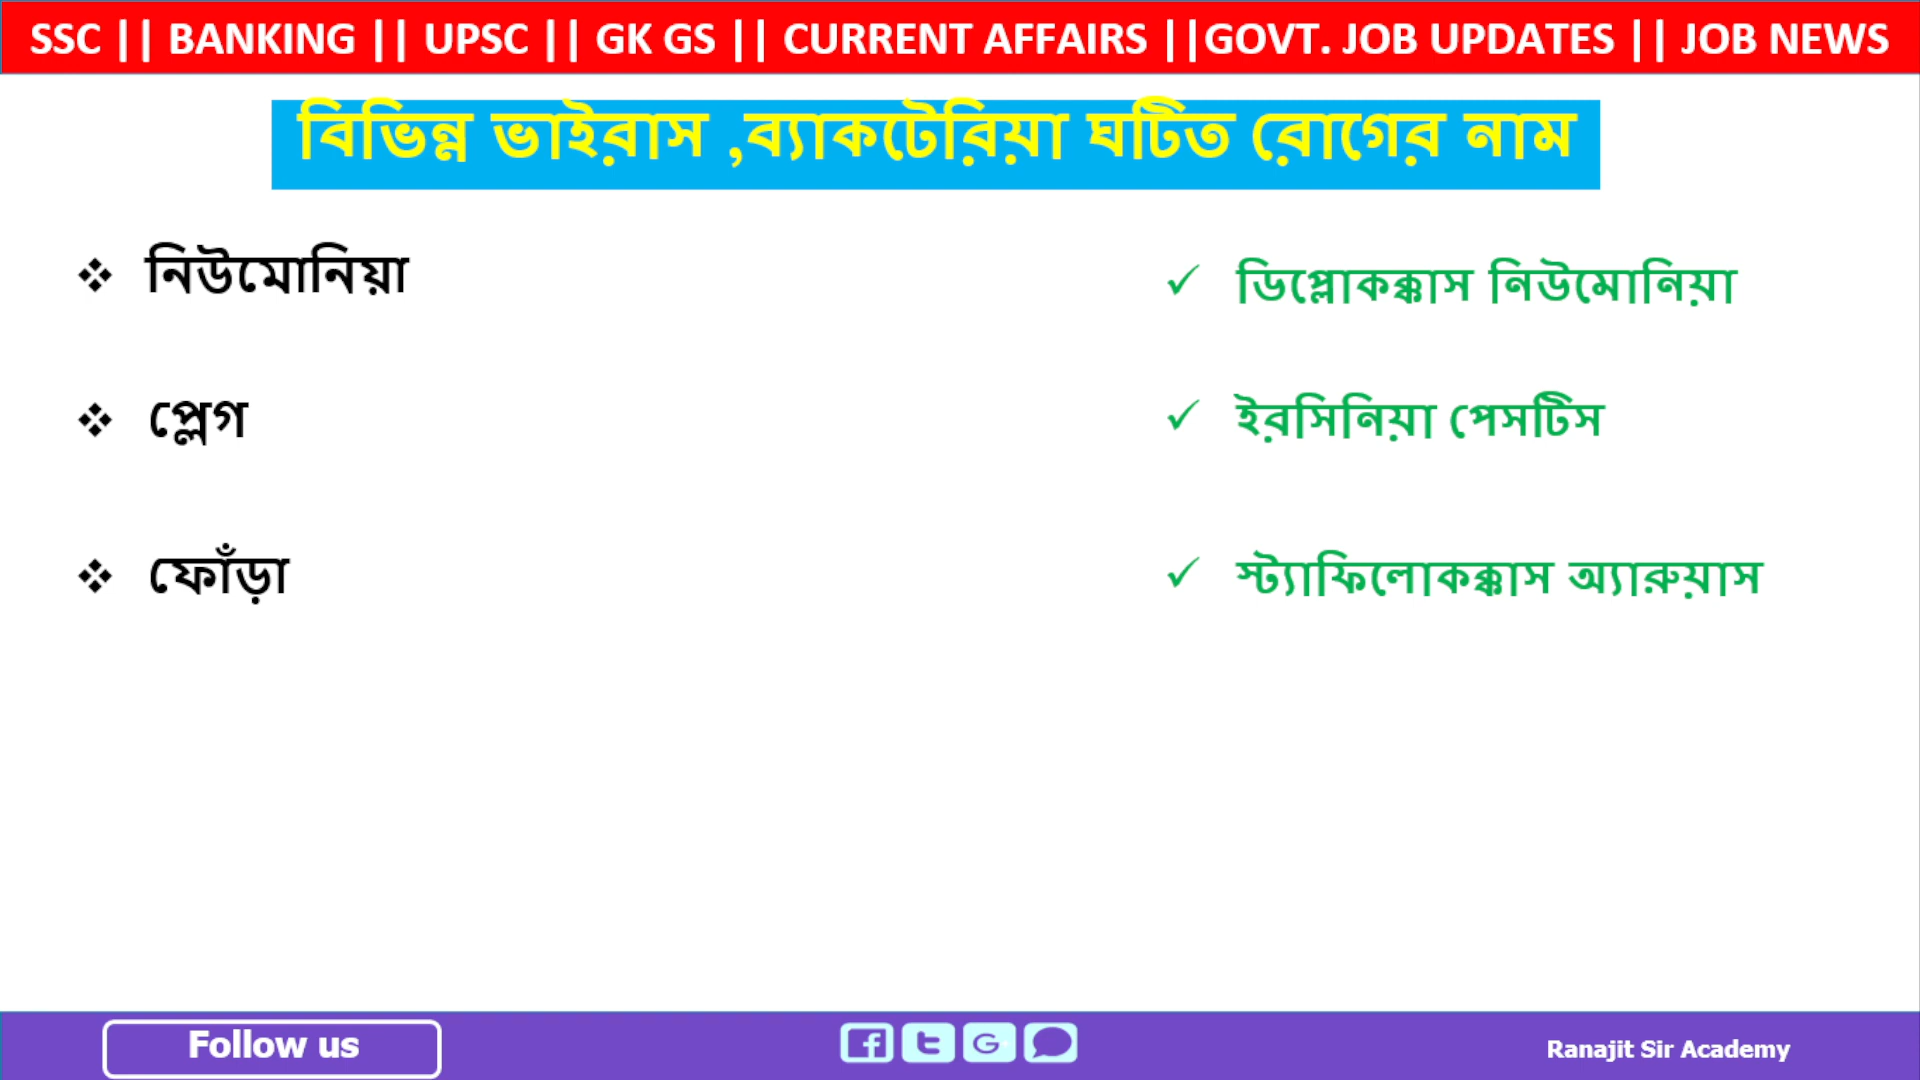 SSC || BANKING || UPSC || GK GS || CURRENT AFFAIRS ||GOVT. JOB UPDATES || JOB NEWS
বিভিন্ন ভাইরাস ,ব্যাকটেরিয়া ঘটিত রোগের নাম
নিউমোনিয়া
ডিপ্লোকক্কাস নিউমোনিয়া
প্লেগ
ইরসিনিয়া পেসটিস
ফোঁড়া
স্ট্যাফিলোকক্কাস অ্যারুয়াস
Follow us
Ranajit Sir Academy